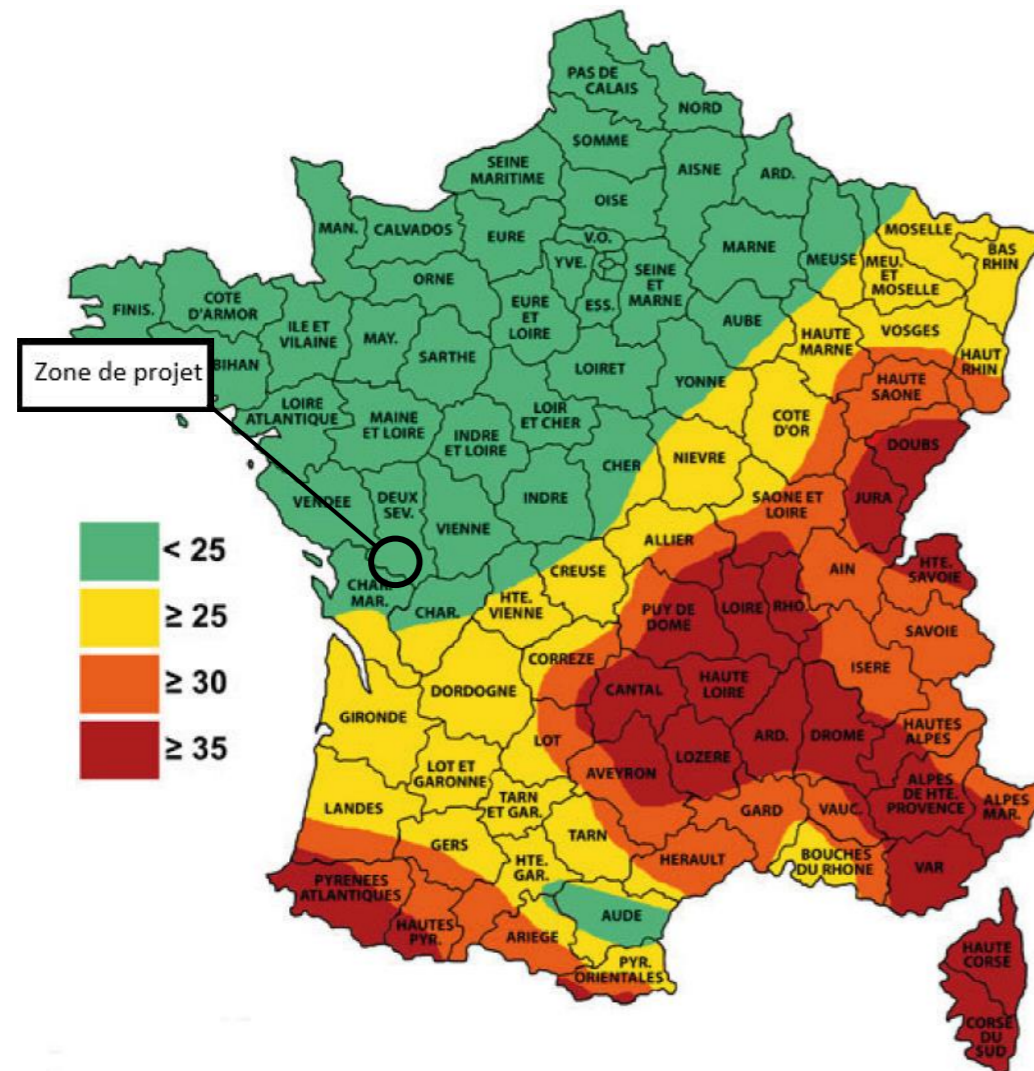 PAS DE
CALAIS
NORD
SOMME
SEINE
MARITIME
AISNE
ARD.
OISE
MAN.
CALVADOS
EURE
V.O.
MARNE
MEUSE
MOSELLE
BAS
RHIN
MEU.
ET
MOSELLE
YVE.
SEINE
ET
MARNE
ORNE
FINIS.
COTE
D'ARMOR
ILE ET
VILAINE
MAY.
EURE
ET
LOIRE
ESS.
AUBE
HAUTE
MARNE
VOSGES
HAUT
RHIN
Zone de projet
BIHAN
SARTHE
LOIRET
YONNE
HAUTE
SAONE
LOIRE
ATLANTIQUE
MAINE
ET LOIRE
LOIR
ET CHER
COTE
D'OR
INDRE
ET LOIRE
CHER
NIEVRE
DOUBS
VENDEE
DEUX
SEV.
VIENNE
INDRE
SAONE ET
LOIRE
JURA
< 25
ALLIER
CHAR.
MAR.
CHAR.
HTE.
VIENNE
CREUSE
AIN
HTE.
SAVOIE
≥ 25
PUY DE
DOME
LOIRE
RHO.
SAVOIE
≥ 30
CORREZE
ISERE
DORDOGNE
CANTAL
HAUTE
LOIRE
≥ 35
GIRONDE
LOT
LOZERE
ARD.
DROME
HAUTES
ALPES
LOT ET
GARONNE
AVEYRON
ALPES
DE HTE.
PROVENCE
ALPES
MAR.
LANDES
TARN
ET GAR.
GARD
VAUC.
GERS
TARN
HTE.
GAR.
HERAULT
BOUCHES
DU RHONE
VAR
PYRENEES
ATLANTIQUES
HAUTES
PYR.
ARIEGE
AUDE
PYR.
ORIENTALES
HAUTE
CORSE
CORSE
DU
SUD